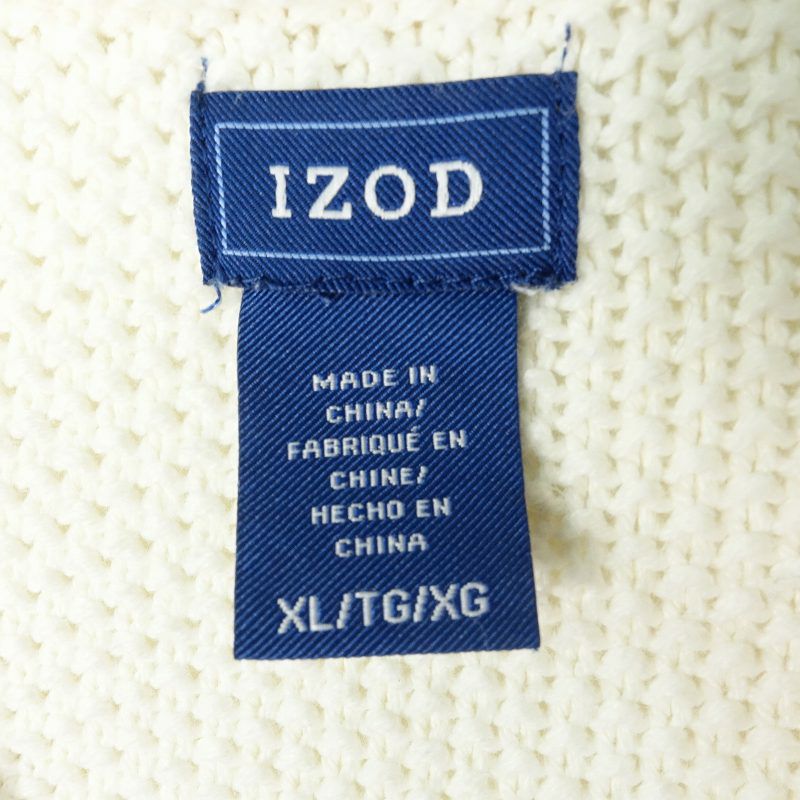 IZOD
MADE IN
CHINA/
FABRIQUÉ EN
CHINE/
HECHO EN
CHINA
XL/TG/XG